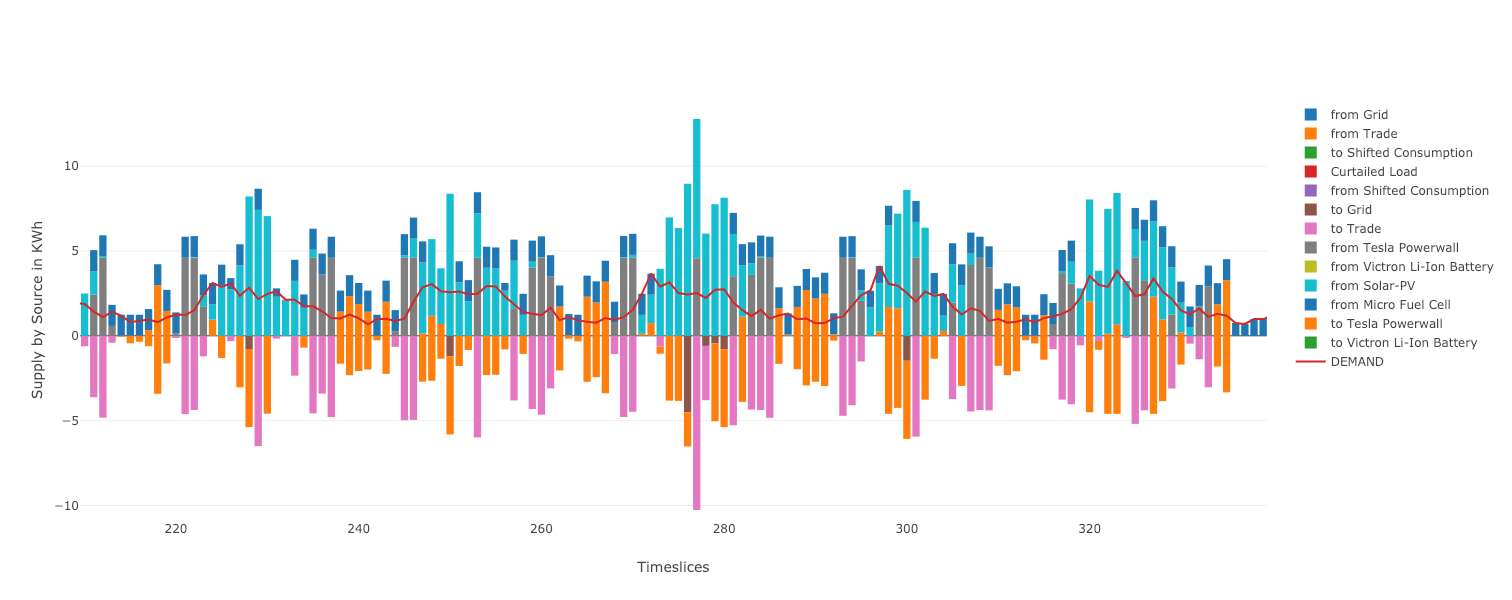 10
5
0
−5
−10
Supply by Source in KWh
220
240
260
280
300
320
Timeslices
from Grid
from Trade
to Shifted Consumption
Curtailed Load
from Shifted Consumption
to Grid
to Trade
from Tesla Powerwall
from Victron Li-Ion Battery
from Solar-PV
from Micro Fuel Cell
to Tesla Powerwall
to Victron Li-Ion Battery
DEMAND